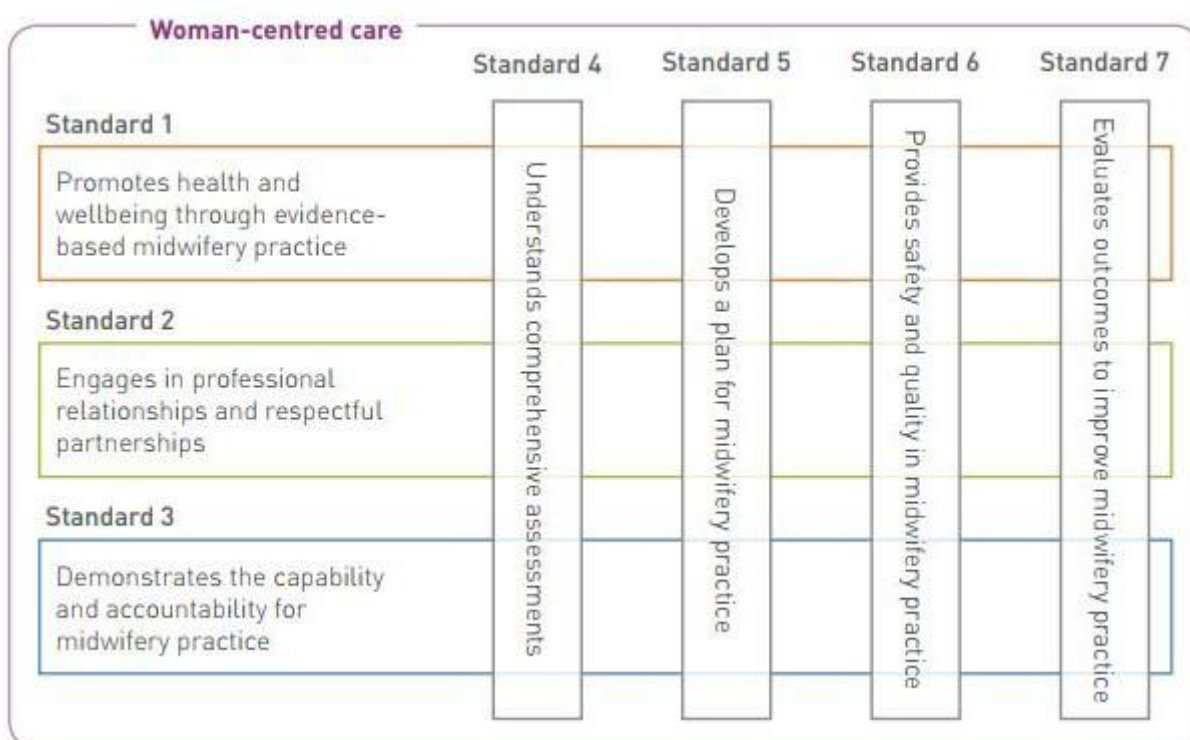 Woman-centred care
Standard 4
Standard 5
Standard 6
Standard 7
Standard 1
Promotes health and
wellbeing through evidence-
based midwifery practice
Standard 2
Engages in professional
relationships and respectful
partnerships
Standard 3
Demonstrates the capability
and accountability for
midwifery practice
Understands comprehensive assessments
Develops a plan for midwifery practice
Provides safety and quality in midwifery practice
Evaluates outcomes to improve midwifery practice